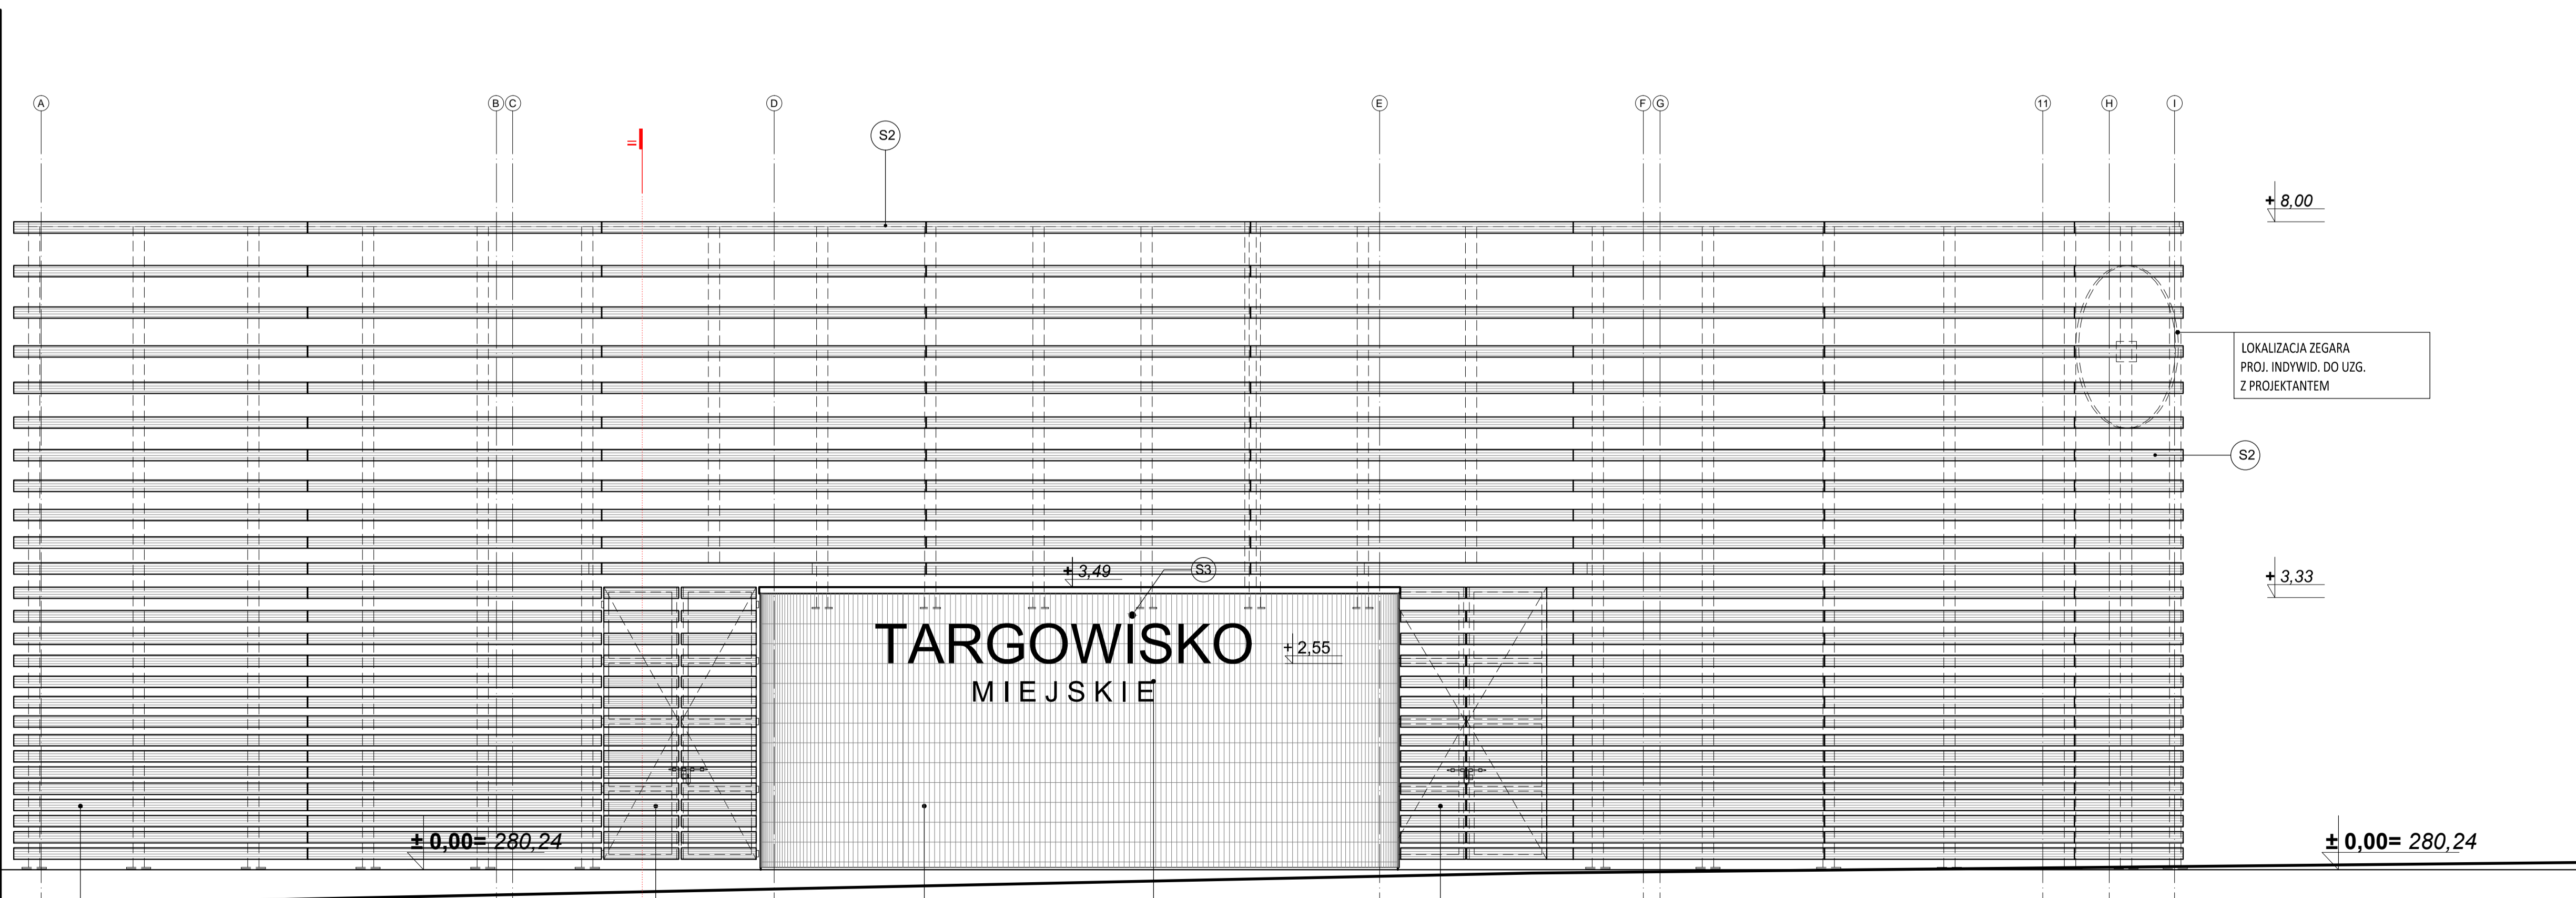 A B C D E F G 11 H I
=
S2
+ 8,00
LOKALIZACJA ZEGARA
PROJ. INDYWID. DO UZG.
Z PROJEKTANTEM
S2
+ 3,49
S3
+ 3,33
TARGOWISKO
+ 2,55
MIEJSKIE
± 0,00= 280,24
± 0,00= 280,24